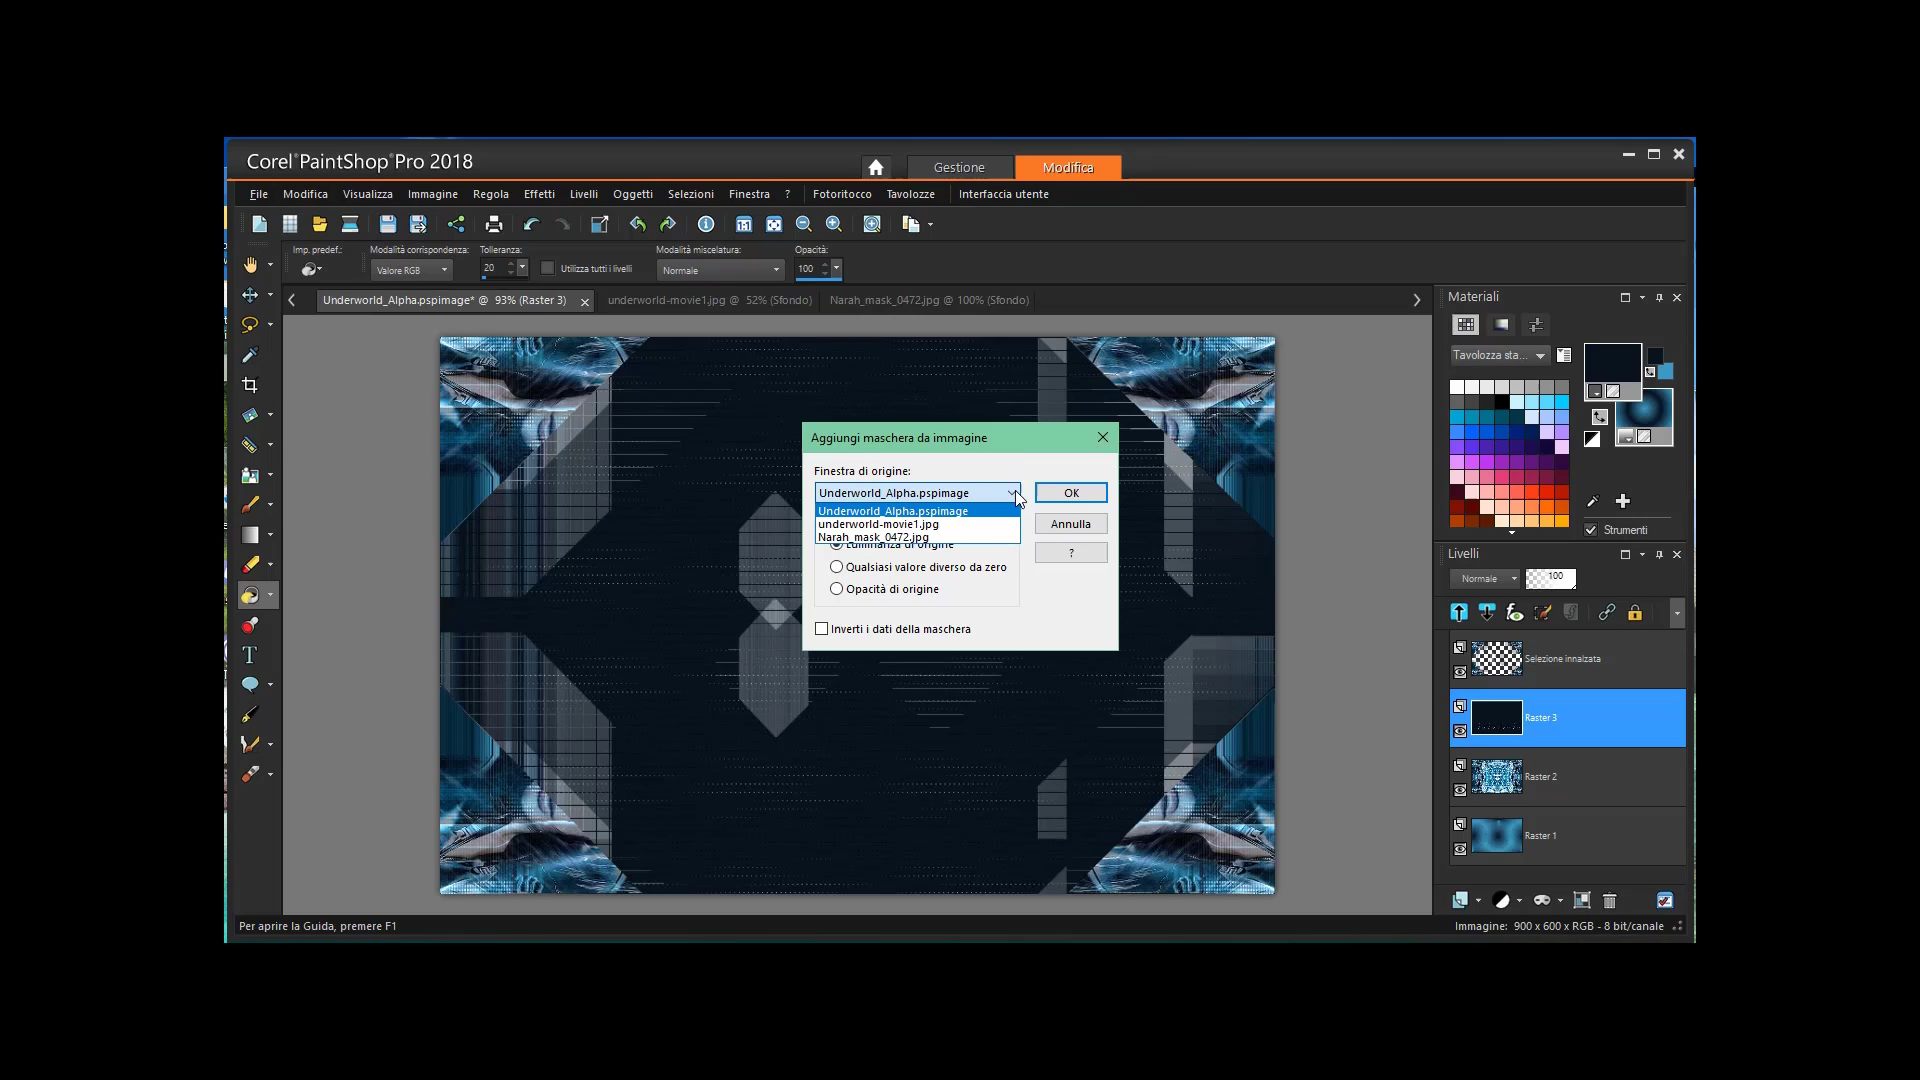 Corel® PaintShop® Pro 2018
Gestione
Modifica
File Modifica Visualizza Immagine Regola Effetti Livelli Oggetti Selezioni Finestra ? Fotoritocco Tavolozze Interfaccia utente
Imp. predef.: Modalità corrispondenza: Tolleranza: Modalità miscelatura: Opacità:
Valore RGB 20 Utilizza tutti i livelli Normale 100
Underworld_Alpha.pspimage* @ 93% (Raster 3) underworld-movie1.jpg @ 52% (Sfondo) Narah_mask_0472.jpg @ 100% (Sfondo)
Aggiungi maschera da immagine
Finestra di origine:
Underworld_Alpha.pspimage
OK
Underworld_Alpha.pspimage
underworld-movie1.jpg
Annulla
Narah_mask_0472.jpg
Luminanza di origine
?
Qualsiasi valore diverso da zero
Opacità di origine
Inverti i dati della maschera
Materiali
Tavolozza sta...
Strumenti
Livelli
Normale 100
Selezione innalzata
Raster 3
Raster 2
Raster 1
Per aprire la Guida, premere F1
Immagine: 900 x 600 x RGB - 8 bit/canale